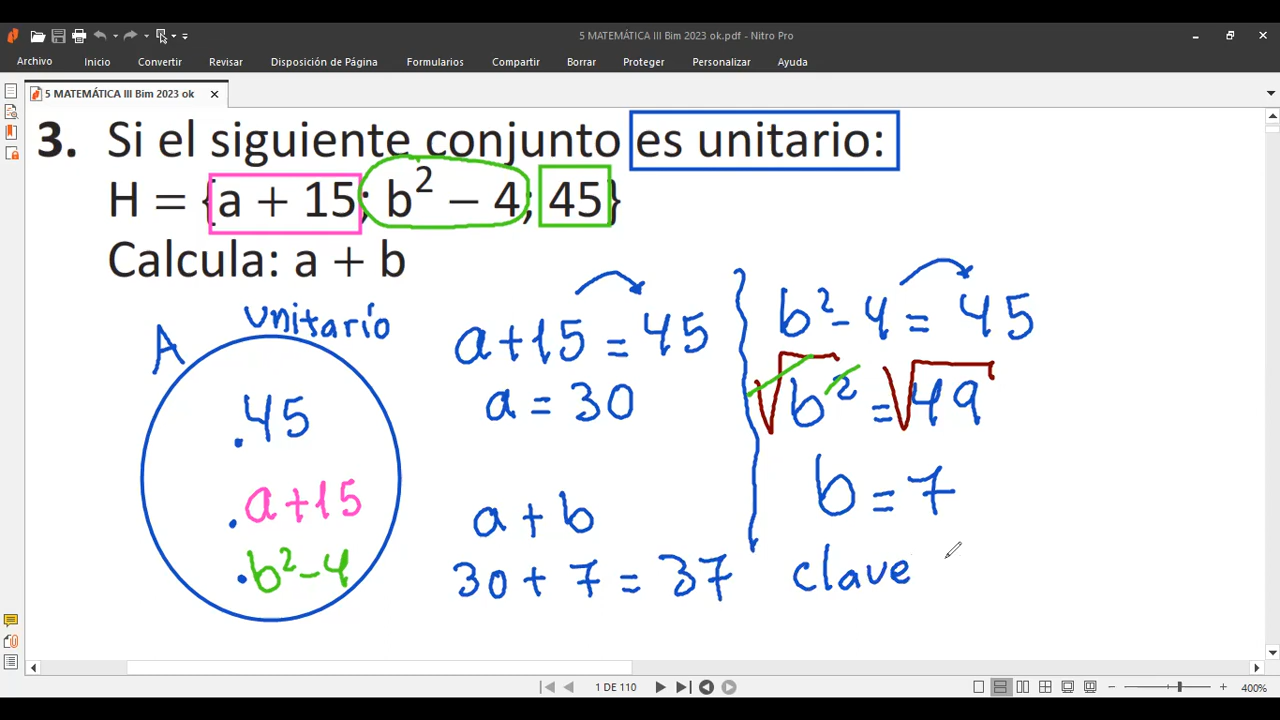 5 MATEMÁTICA III Bim 2023 ok.pdf - Nitro Pro
Archivo Inicio Convertir Revisar Disposición de Página Formularios Compartir Borrar Proteger Personalizar Ayuda
5 MATEMÁTICA III Bim 2023 ok
3. Si el siguiente conjunto es unitario:
H = {a + 15; b² − 4; 45}
Calcula: a + b
unitario
A
.45
.a+15
.b²-4
a+15 = 45
a = 30
a + b
30 + 7 = 37
b²-4 = 45
√b² = √49
b = 7
clave
1 DE 110
400%